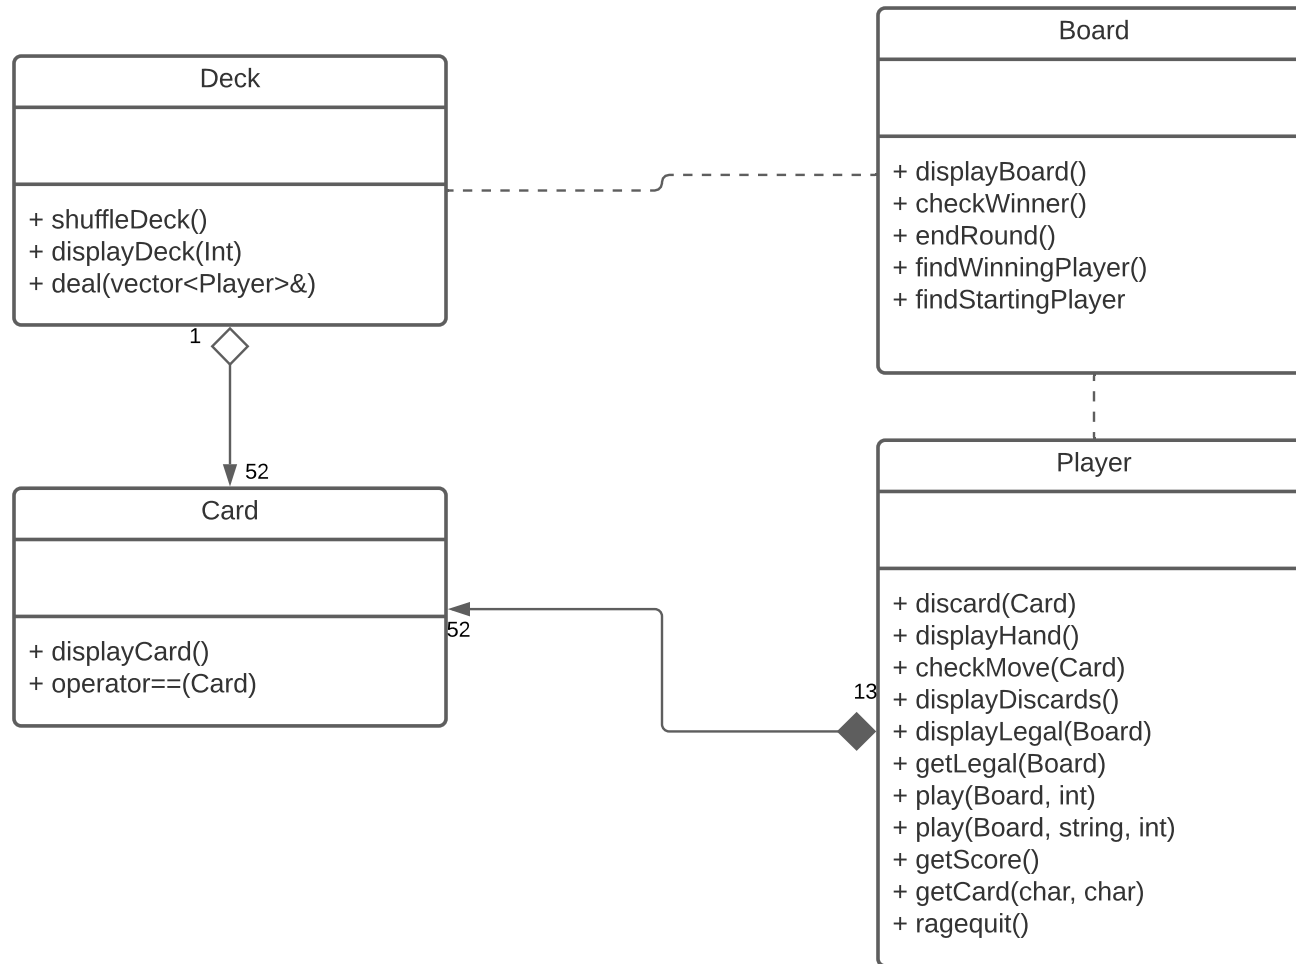 Deck
+ shuffleDeck()
+ displayDeck(Int)
+ deal(vector<Player>&)
1
52
Card
+ displayCard()
+ operator==(Card)
52
Board
+ displayBoard()
+ checkWinner()
+ endRound()
+ findWinningPlayer()
+ findStartingPlayer
Player
13
+ discard(Card)
+ displayHand()
+ checkMove(Card)
+ displayDiscards()
+ displayLegal(Board)
+ getLegal(Board)
+ play(Board, int)
+ play(Board, string, int)
+ getScore()
+ getCard(char, char)
+ ragequit()